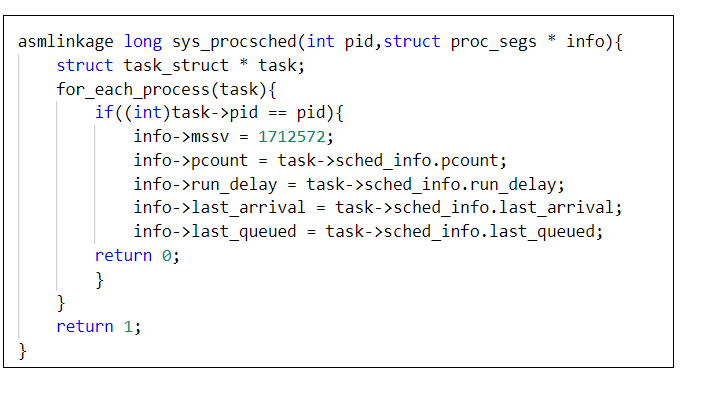 asmlinkage long sys_procsched(int pid,struct proc_segs * info){
    struct task_struct * task;
    for_each_process(task){
        if((int)task->pid == pid){
            info->mssv = 1712572;
            info->pcount = task->sched_info.pcount;
            info->run_delay = task->sched_info.run_delay;
            info->last_arrival = task->sched_info.last_arrival;
            info->last_queued = task->sched_info.last_queued;
        return 0;
        }
    }
    return 1;
}